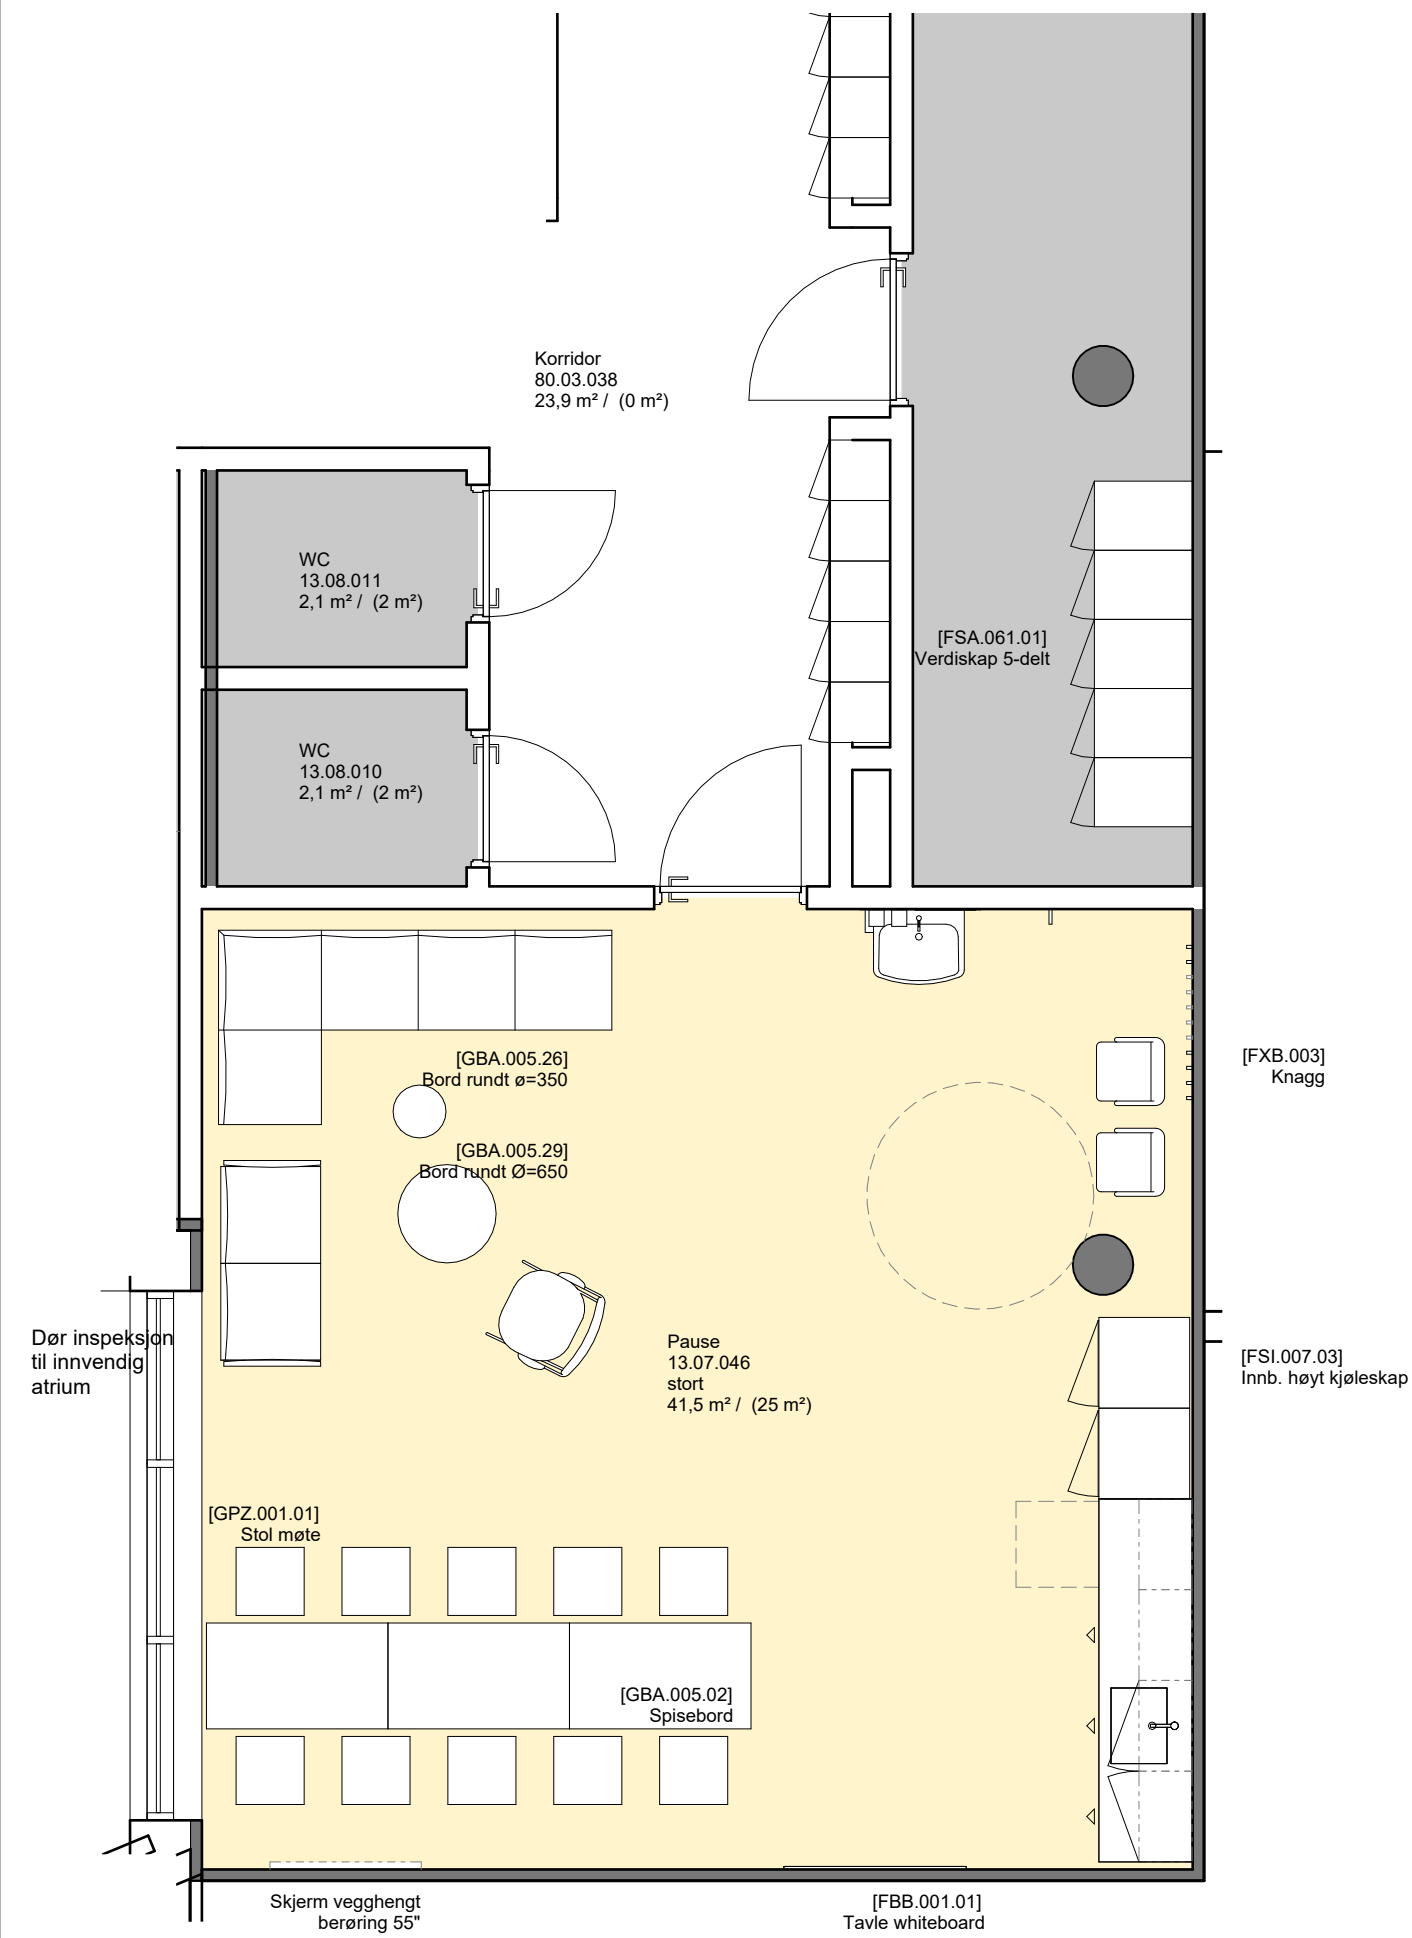 Korridor
80.03.038
23,9 m² /  (0 m²)
WC
13.08.011
2,1 m² /  (2 m²)
[FSA.061.01]
Verdiskap 5-delt
WC
13.08.010
2,1 m² /  (2 m²)
[GBA.005.26]
Bord rundt ø=350
[FXB.003]
Knagg
[GBA.005.29]
Bord rundt Ø=650
Dør inspeksjon
til innvendig
atrium
Pause
13.07.046
stort
41,5 m² /  (25 m²)
[FSI.007.03]
Innb. høyt kjøleskap
[GPZ.001.01]
Stol møte
[GBA.005.02]
Spisebord
Skjerm vegghengt
berøring 55"
[FBB.001.01]
Tavle whiteboard